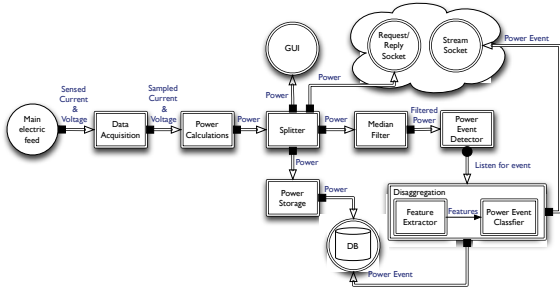 Request/
Reply
Socket
Stream
Socket
Power Event
GUI
Power
Sensed
Current
&
Voltage
Sampled
Current
&
Voltage
Power
Main
electric
feed
Data
Acquisition
Power
Calculations
Power
Splitter
Power
Median
Filter
Filtered
Power
Power
Event
Detector
Power
Listen for event
Power
Storage
Power
Disaggregation
Feature
Extractor
Features
Power Event
Classfier
DB
Power Event